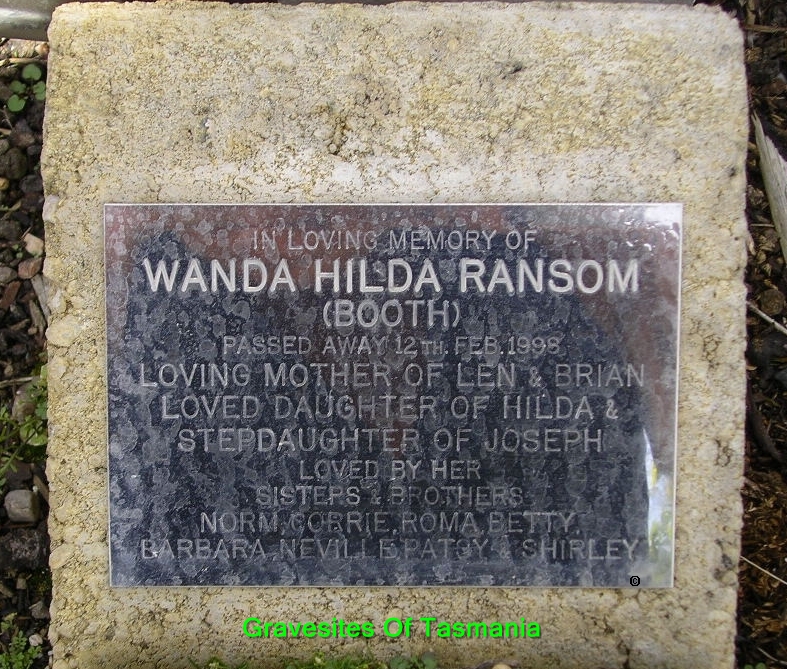 IN LOVING MEMORY OF
WANDA HILDA RANSOM
(BOOTH)
PASSED AWAY 12TH. FEB. 1998
LOVING MOTHER OF LEN & BRIAN
LOVED DAUGHTER OF HILDA &
STEPDAUGHTER OF JOSEPH
LOVED BY HER
SISTERS & BROTHERS
NORM, CORRIE, ROMA, BETTY,
BARBARA, NEVILLE, PATSY & SHIRLEY
©
Gravesites Of Tasmania